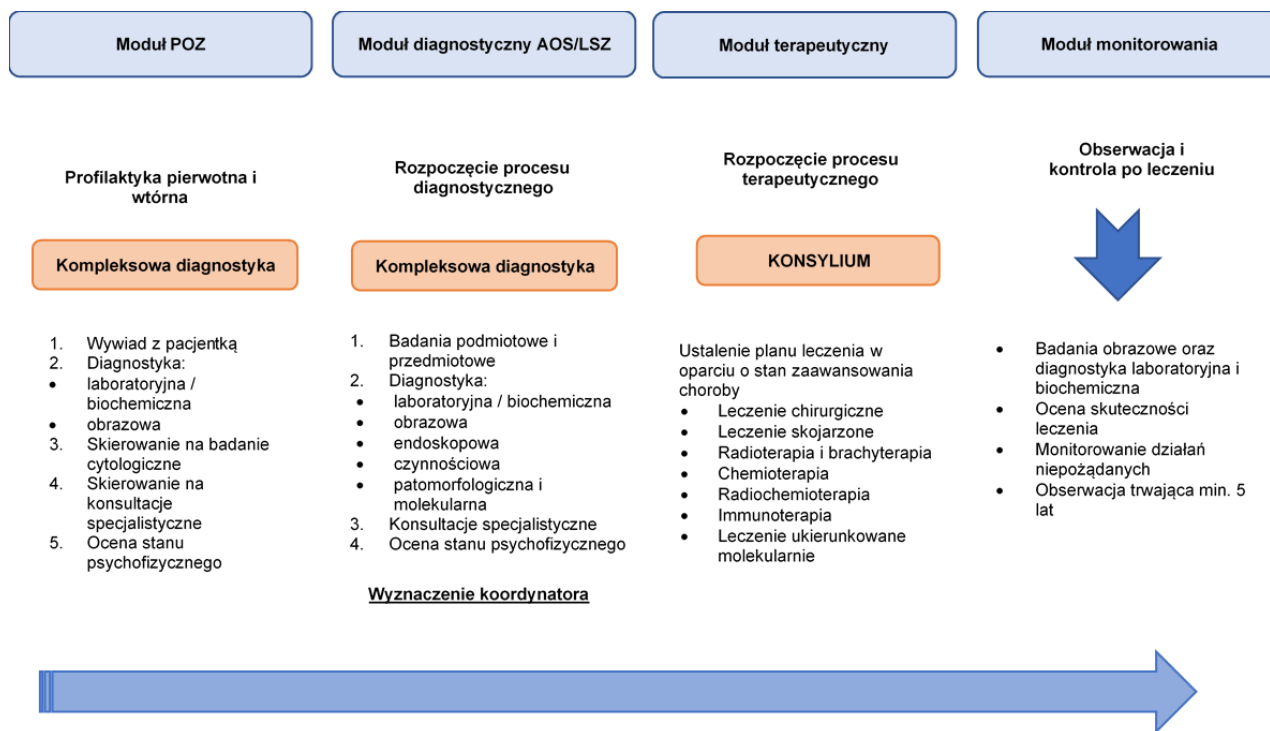 Moduł POZ
Profilaktyka pierwotna i
wtórna
Kompleksowa diagnostyka
1. Wywiad z pacjentką
2. Diagnostyka:
• laboratoryjna /
biochemiczna
• obrazowa
3. Skierowanie na badanie
cytologiczne
4. Skierowanie na
konsultacje
specjalistyczne
5. Ocena stanu
psychofizycznego
Moduł diagnostyczny AOS/LSZ
Rozpoczęcie procesu
diagnostycznego
Kompleksowa diagnostyka
1. Badania podmiotowe i
przedmiotowe
2. Diagnostyka:
• laboratoryjna / biochemiczna
• obrazowa
• endoskopowa
• czynnościowa
• patomorfologiczna i
molekularna
3. Konsultacje specjalistyczne
4. Ocena stanu psychofizycznego
Wyznaczenie koordynatora
Moduł terapeutyczny
Rozpoczęcie procesu
terapeutycznego
KONSYLIUM
Ustalenie planu leczenia w
oparciu o stan zaawansowania
choroby
• Leczenie chirurgiczne
• Leczenie skojarzone
• Radioterapia i brachyterapia
• Chemioterapia
• Radiochemioterapia
• Immunoterapia
• Leczenie ukierunkowane
molekularnie
Moduł monitorowania
Obserwacja i
kontrola po leczeniu
• Badania obrazowe oraz
diagnostyka laboratoryjna i
biochemiczna
• Ocena skuteczności
leczenia
• Monitorowanie działań
niepożądanych
• Obserwacja trwająca min. 5
lat